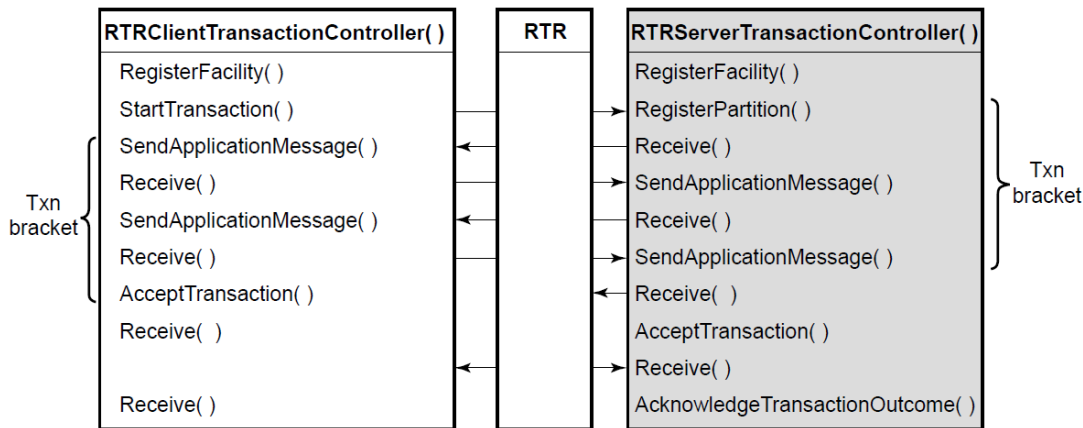 RTRClientTransactionController( )
RTR
RTRServerTransactionController( )
RegisterFacility( )
RegisterFacility( )
StartTransaction( )
RegisterPartition( )
SendApplicationMessage( )
Receive( )
Receive( )
SendApplicationMessage( )
Txn
bracket
Txn
bracket
SendApplicationMessage( )
Receive( )
Receive( )
SendApplicationMessage( )
AcceptTransaction( )
Receive(  )
Receive(  )
AcceptTransaction( )
Receive( )
Receive( )
AcknowledgeTransactionOutcome( )